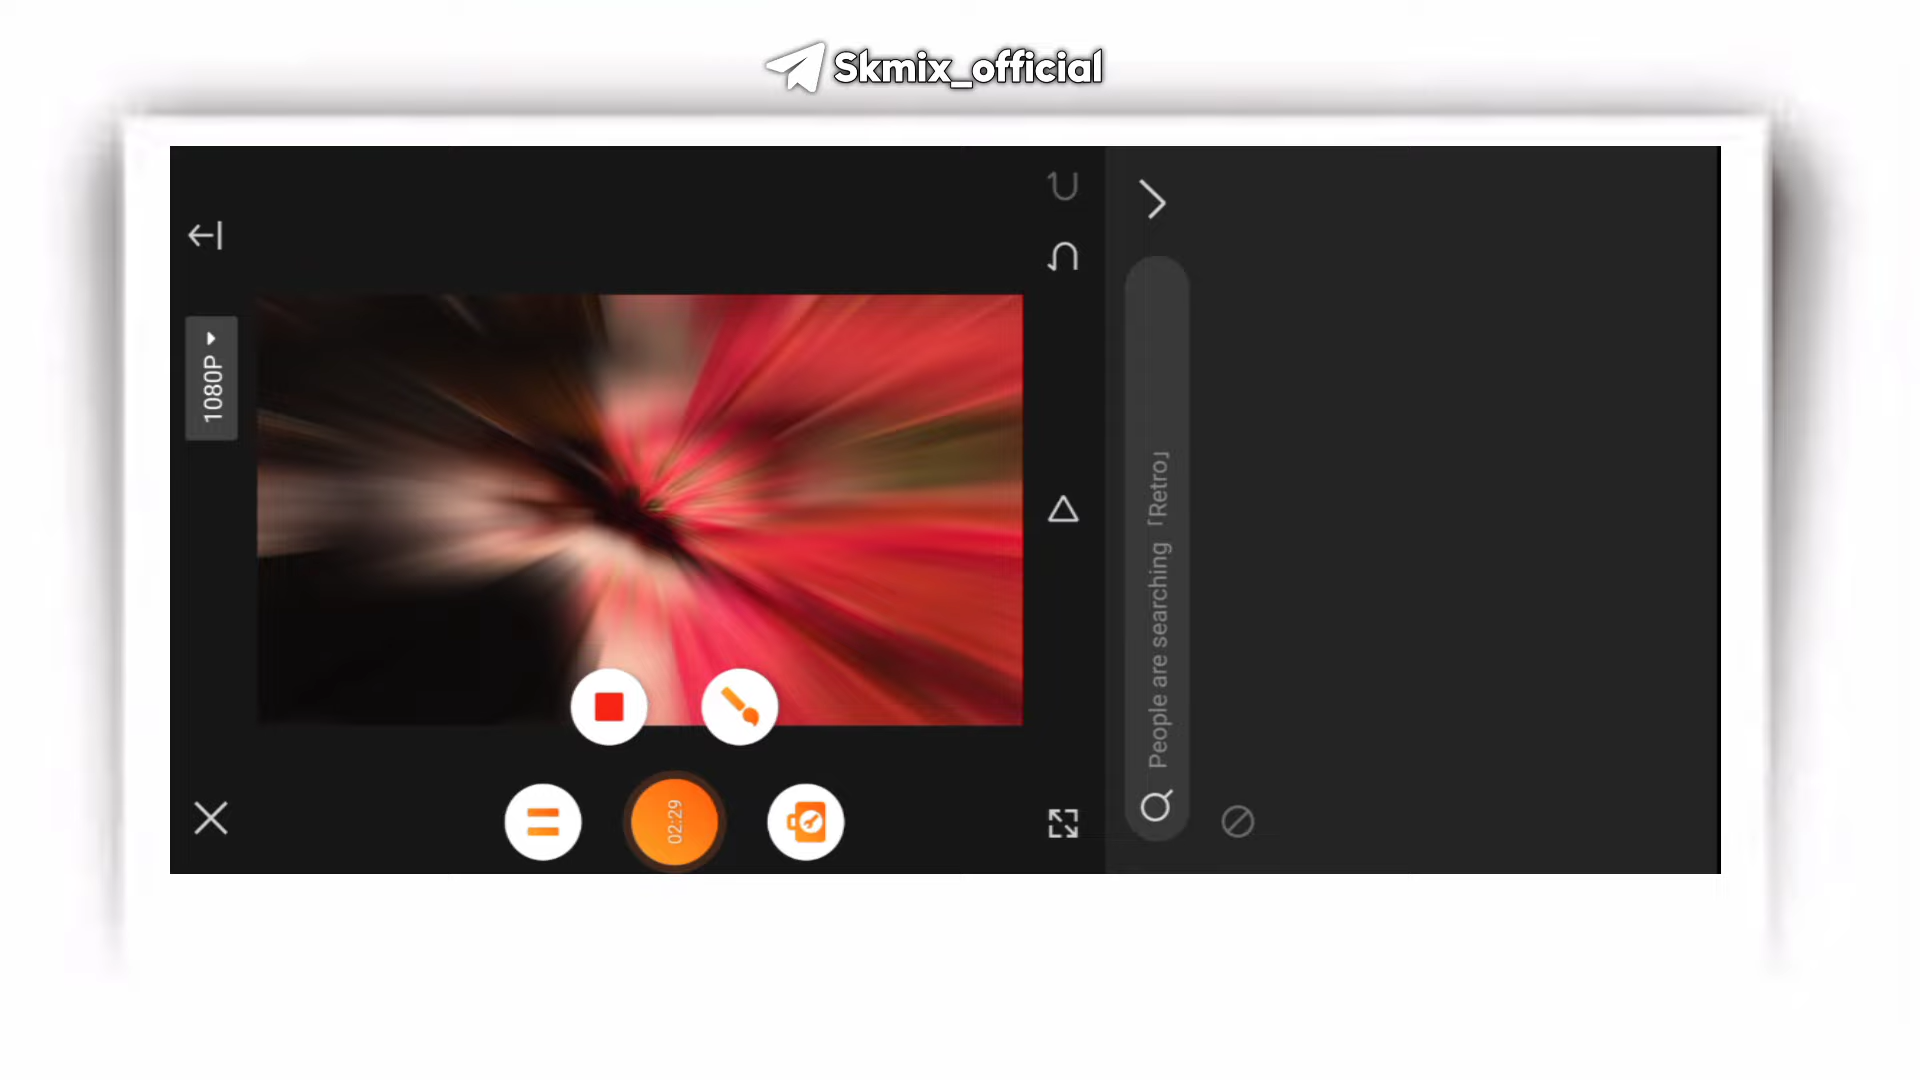 Skmix_official
1080P
02:29
People are searching 「Retro」